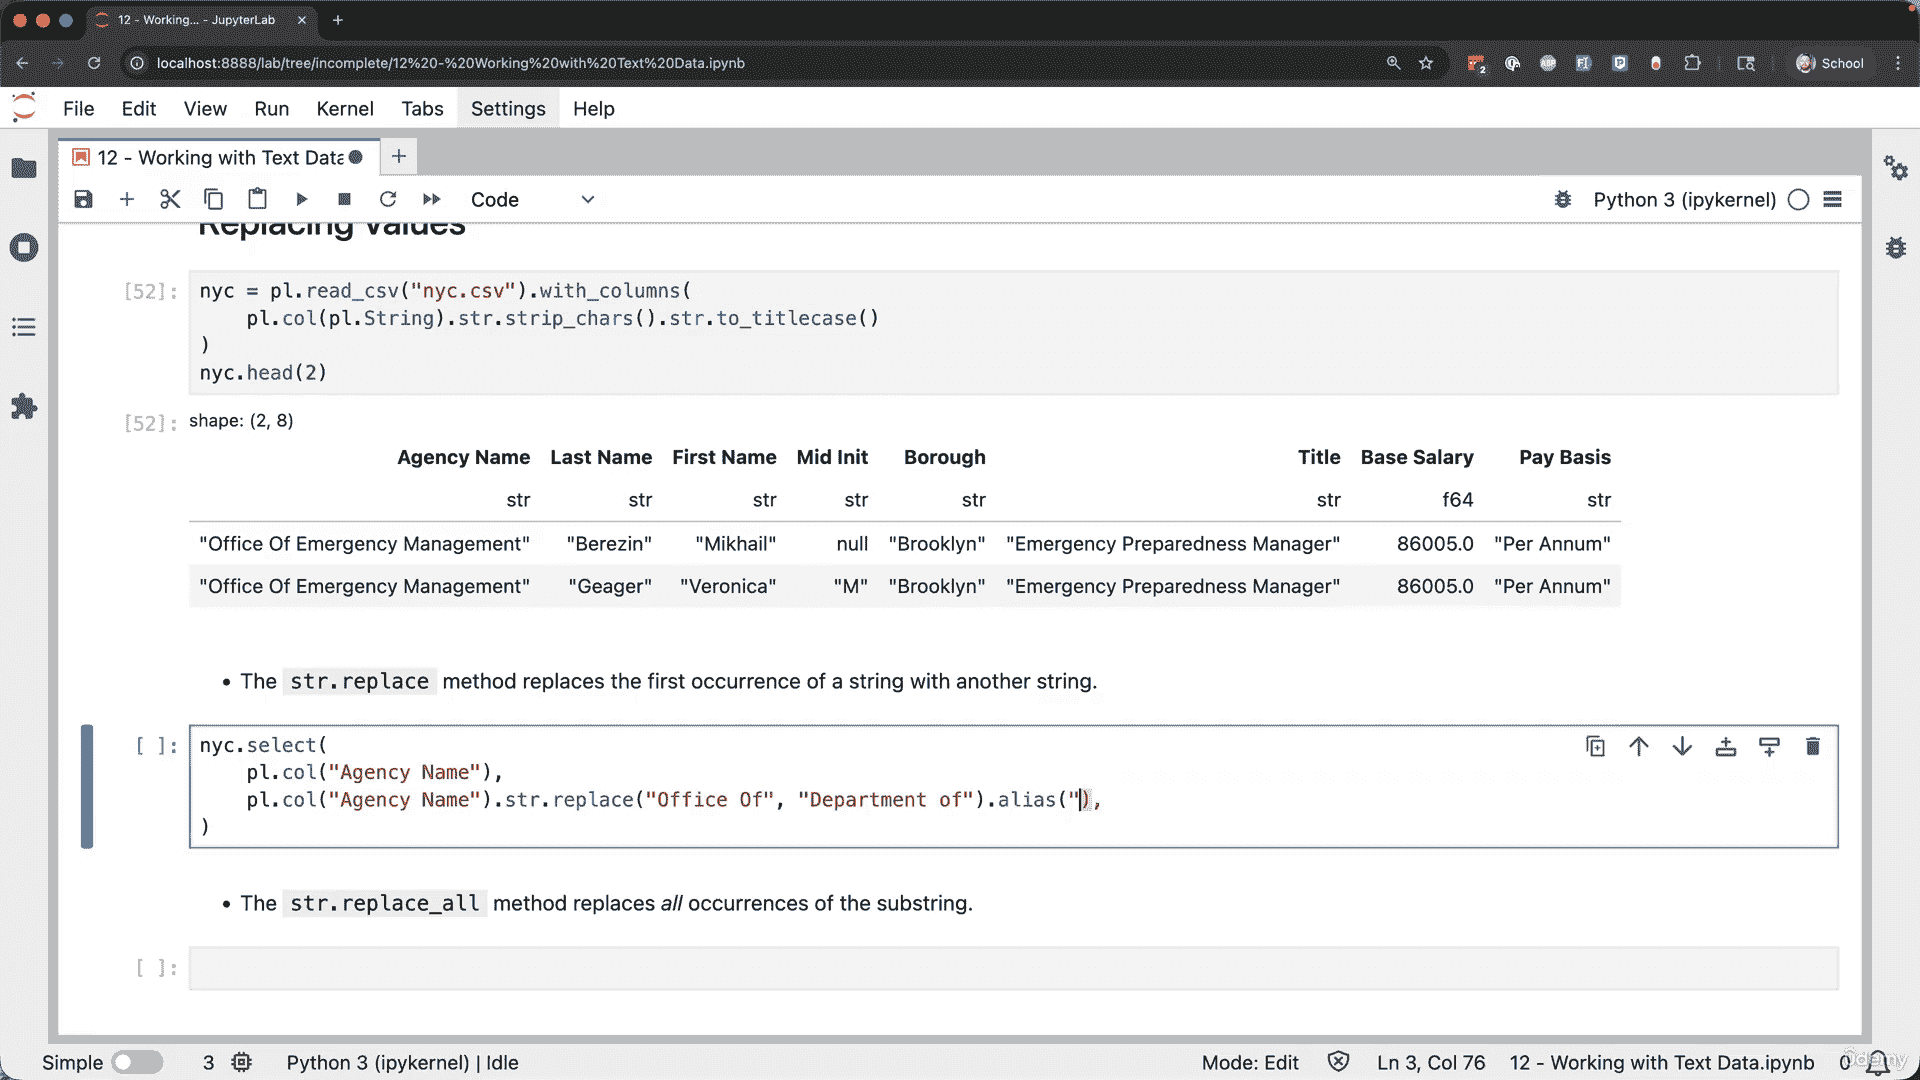 12 - Working... - JupyterLab
localhost:8888/lab/tree/incomplete/12%20-%20Working%20with%20Text%20Data.ipynb
2
School
File Edit View Run Kernel Tabs Settings Help
12 - Working with Text Data
Code
Python 3 (ipykernel)
Replacing Values
[52]:
nyc = pl.read_csv("nyc.csv").with_columns(
    pl.col(pl.String).str.strip_chars().str.to_titlecase()
)
nyc.head(2)
[52]: shape: (2, 8)
Agency Name Last Name First Name Mid Init Borough Title Base Salary Pay Basis
str str str str str str f64 str
"Office Of Emergency Management" "Berezin" "Mikhail" null "Brooklyn" "Emergency Preparedness Manager" 86005.0 "Per Annum"
"Office Of Emergency Management" "Geager" "Veronica" "M" "Brooklyn" "Emergency Preparedness Manager" 86005.0 "Per Annum"
• The str.replace method replaces the first occurrence of a string with another string.
[ ]:
nyc.select(
    pl.col("Agency Name"),
    pl.col("Agency Name").str.replace("Office Of", "Department of").alias("),
)
• The str.replace_all method replaces all occurrences of the substring.
[ ]:
Simple 3 Python 3 (ipykernel) | Idle Mode: Edit Ln 3, Col 76 12 - Working with Text Data.ipynb 0
ûdemy